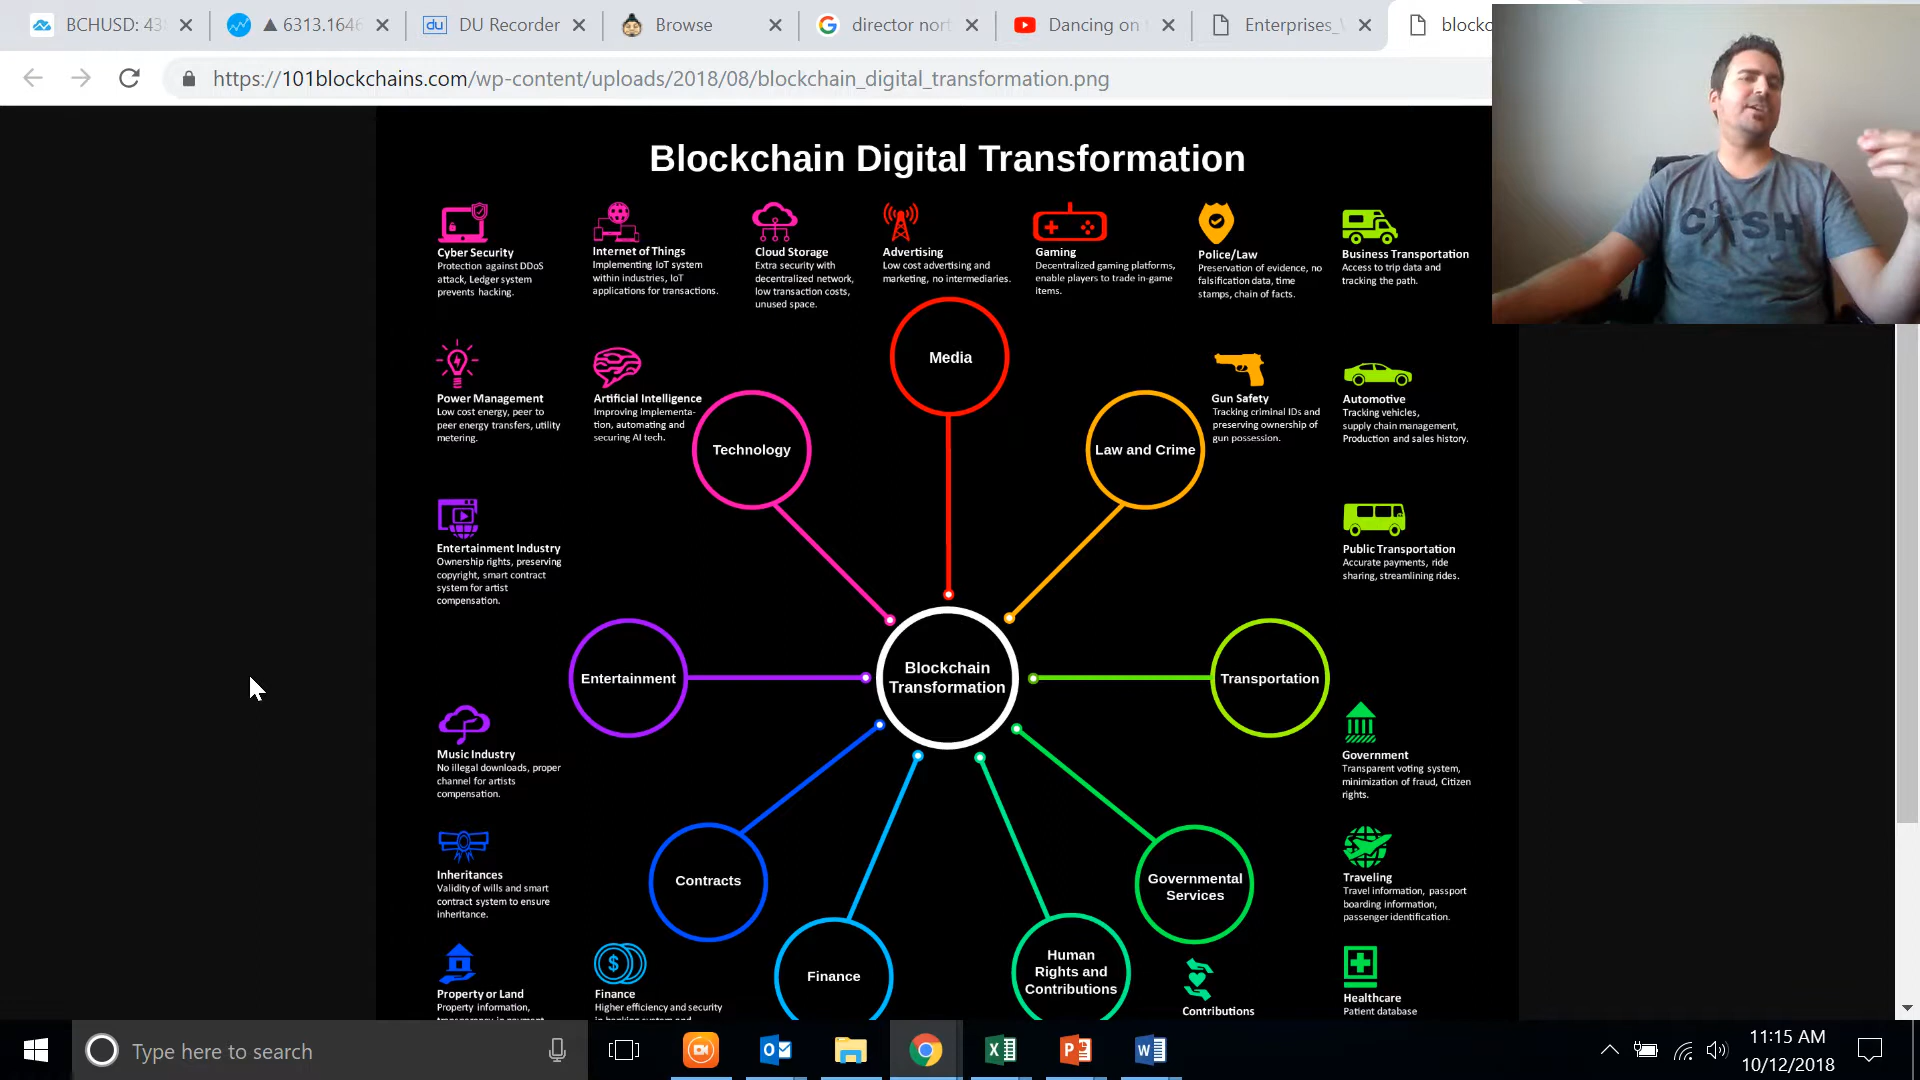 BCHUSD: 43
▲ 6313.1646
DU Recorder
Browse
director nort
Dancing on
Enterprises_
blockc
https://101blockchains.com/wp-content/uploads/2018/08/blockchain_digital_transformation.png
CASH
Blockchain Digital Transformation
Cyber Security
Protection against DDoS
attack, Ledger system
prevents hacking.
Internet of Things
Implementing IoT system
within industries, IoT
applications for transactions.
Cloud Storage
Extra security with
decentralized network,
low transaction costs,
unused space.
Advertising
Low cost advertising and
marketing, no intermediaries.
Gaming
Decentralized gaming platforms,
enable players to trade in-game
items.
Police/Law
Preservation of evidence, no
falsification data, time
stamps, chain of facts.
Business Transportation
Access to trip data and
tracking the path.
Media
Power Management
Low cost energy, peer to
peer energy transfers, utility
metering.
Artificial Intelligence
Improving implementa-
tion, automating and
securing AI tech.
Technology
Law and Crime
Gun Safety
Tracking criminal IDs and
preserving ownership of
gun possession.
Automotive
Tracking vehicles,
supply chain management,
Production and sales history.
Entertainment Industry
Ownership rights, preserving
copyright, smart contract
system for artist
compensation.
Public Transportation
Accurate payments, ride
sharing, streamlining rides.
Entertainment
Blockchain
Transformation
Transportation
Music Industry
No illegal downloads, proper
channel for artists
compensation.
Government
Transparent voting system,
minimization of fraud, Citizen
rights.
Inheritances
Validity of wills and smart
contract system to ensure
inheritance.
Contracts
Governmental
Services
Traveling
Travel information, passport
boarding information,
passenger identification.
Property or Land
Property information,
Finance
Higher efficiency and security
Finance
Human
Rights and
Contributions
Contributions
Healthcare
Patient database
Type here to search
11:15 AM
10/12/2018